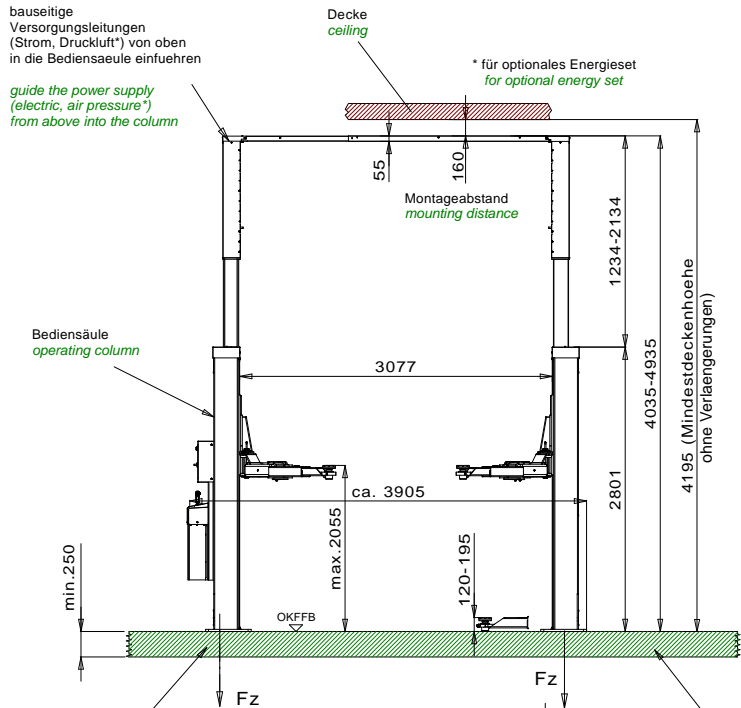 bauseitige
Versorgungsleitungen
(Strom, Druckluft*) von oben
in die Bediensaeule einfuehren
guide the power supply
(electric, air pressure*)
from above into the column
Decke
ceiling
* für optionales Energieset
for optional energy set
55
160
Montageabstand
mounting distance
1234-2134
4035-4935
4195 (Mindestdeckenhoehe
ohne Verlaengerungen)
Bediensäule
operating column
3077
2801
ca. 3905
max.2055
120-195
min.250
OKFFB
Fz
Fz